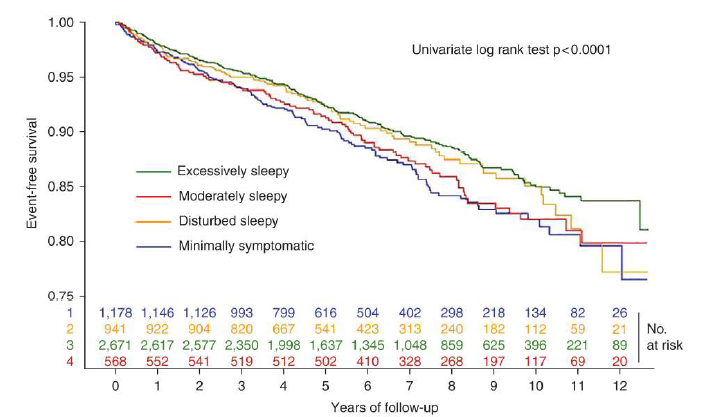 1.00
Univariate log rank test p<0.0001
0.95
0.90
Event-free survival
0.85
Excessively sleepy
Moderately sleepy
Disturbed sleepy
0.80
Minimally symptomatic
0.75
1 1,178 1,146 1,126 993 799 616 504 402 298 218 134 82 26
2 941 922 904 820 667 541 423 313 240 182 112 59 21
No.
3 2,671 2,617 2,577 2,350 1,998 1,637 1,345 1,048 859 625 396 221 89
at risk
4 568 552 541 519 512 502 410 328 268 197 117 69 20
0 1 2 3 4 5 6 7 8 9 10 11 12
Years of follow-up